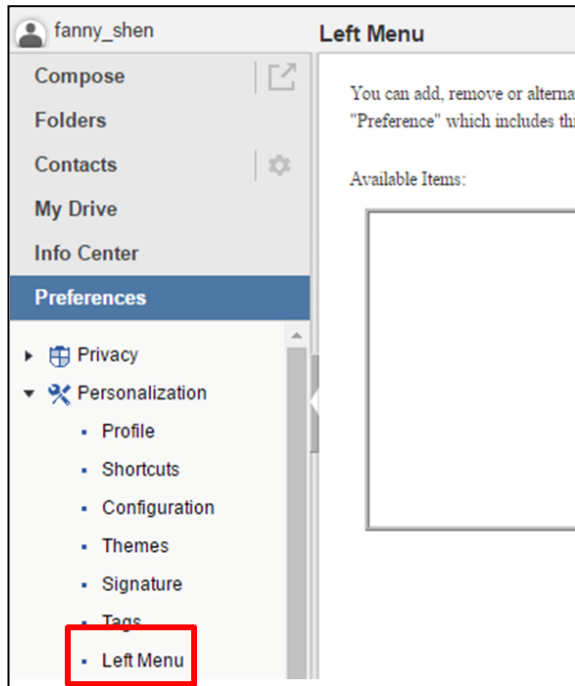 fanny_shen
Left Menu
Compose
Folders
Contacts
My Drive
Info Center
Preferences
You can add, remove or alterna
"Preference" which includes thi
Available Items:
Privacy
Personalization
Profile
Shortcuts
Configuration
Themes
Signature
Tags
Left Menu